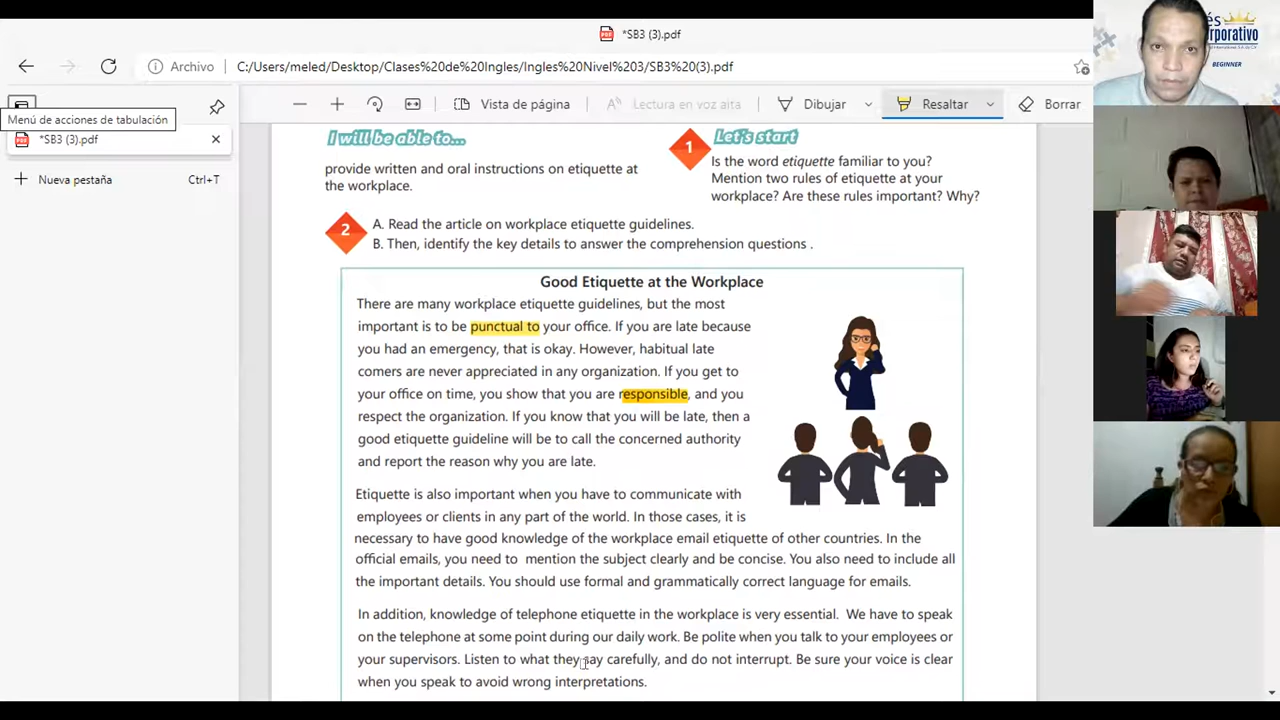 *SB3 (3).pdf
Archivo
C:/Users/meled/Desktop/Clases%20de%20Ingles/Ingles%20Nivel%203/SB3%20(3).pdf
Menú de acciones de tabulación
*SB3 (3).pdf
Nueva pestaña
Ctrl+T
Vista de página
Lectura en voz alta
Dibujar
Resaltar
Borrar
BEGINNER
I will be able to...
provide written and oral instructions on etiquette at
the workplace.
1
Let's start
Is the word etiquette familiar to you?
Mention two rules of etiquette at your
workplace? Are these rules important? Why?
2
A. Read the article on workplace etiquette guidelines.
B. Then, identify the key details to answer the comprehension questions .
Good Etiquette at the Workplace
There are many workplace etiquette guidelines, but the most
important is to be punctual to your office. If you are late because
you had an emergency, that is okay. However, habitual late
comers are never appreciated in any organization. If you get to
your office on time, you show that you are responsible, and you
respect the organization. If you know that you will be late, then a
good etiquette guideline will be to call the concerned authority
and report the reason why you are late.
Etiquette is also important when you have to communicate with
employees or clients in any part of the world. In those cases, it is
necessary to have good knowledge of the workplace email etiquette of other countries. In the
official emails, you need to mention the subject clearly and be concise. You also need to include all
the important details. You should use formal and grammatically correct language for emails.
In addition, knowledge of telephone etiquette in the workplace is very essential. We have to speak
on the telephone at some point during our daily work. Be polite when you talk to your employees or
your supervisors. Listen to what they say carefully, and do not interrupt. Be sure your voice is clear
when you speak to avoid wrong interpretations.